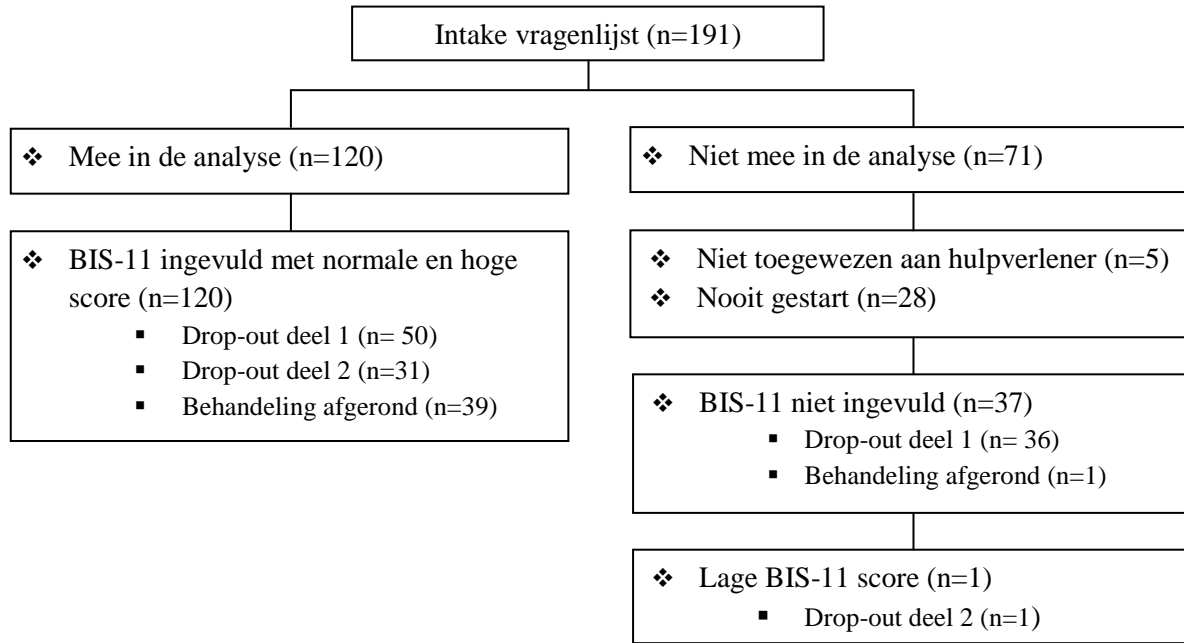 Intake vragenlijst (n=191)
❖ Mee in de analyse (n=120)
❖ BIS-11 ingevuld met normale en hoge
score (n=120)
▪ Drop-out deel 1 (n= 50)
▪ Drop-out deel 2 (n=31)
▪ Behandeling afgerond (n=39)
❖ Niet mee in de analyse (n=71)
❖ Niet toegewezen aan hulpverlener (n=5)
❖ Nooit gestart (n=28)
❖ BIS-11 niet ingevuld (n=37)
▪ Drop-out deel 1 (n= 36)
▪ Behandeling afgerond (n=1)
❖ Lage BIS-11 score (n=1)
▪ Drop-out deel 2 (n=1)